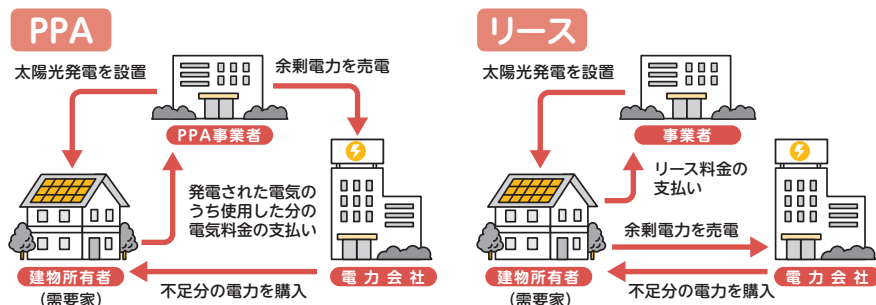 PPA
太陽光発電を設置
余剰電力を売電
PPA事業者
発電された電気の
うち使用した分の
電気料金の支払い
建物所有者
(需要家)
不足分の電力を購入
電力会社
リース
太陽光発電を設置
事業者
リース料金の
支払い
余剰電力を売電
建物所有者
(需要家)
不足分の電力を購入
電力会社